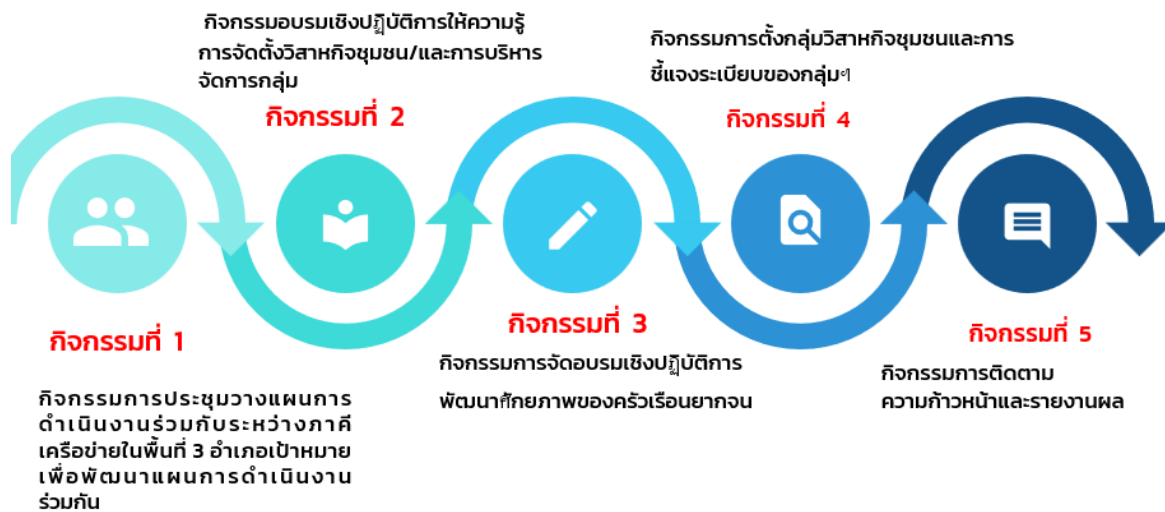 กิจกรรมที่ 1
กิจกรรมการประชุมวางแผนการ
ดำเนินงานร่วมกับระหว่างภาคี
เครือข่ายในพื้นที่ 3 อำเภอเป้าหมาย
เพื่อพัฒนาแผนการดำเนินงาน
ร่วมกัน
กิจกรรมอบรมเชิงปฏิบัติการให้ความรู้
การจัดตั้งวิสาหกิจชุมชน/และการบริหาร
จัดการกลุ่ม
กิจกรรมที่ 2
กิจกรรมที่ 3
กิจกรรมการจัดอบรมเชิงปฏิบัติการ
พัฒนาศักยภาพของครัวเรือนยากจน
กิจกรรมการตั้งกลุ่มวิสาหกิจชุมชนและการ
ชี้แจงระเบียบของกลุ่มฯ
กิจกรรมที่ 4
กิจกรรมที่ 5
กิจกรรมการติดตาม
ความก้าวหน้าและรายงานผล